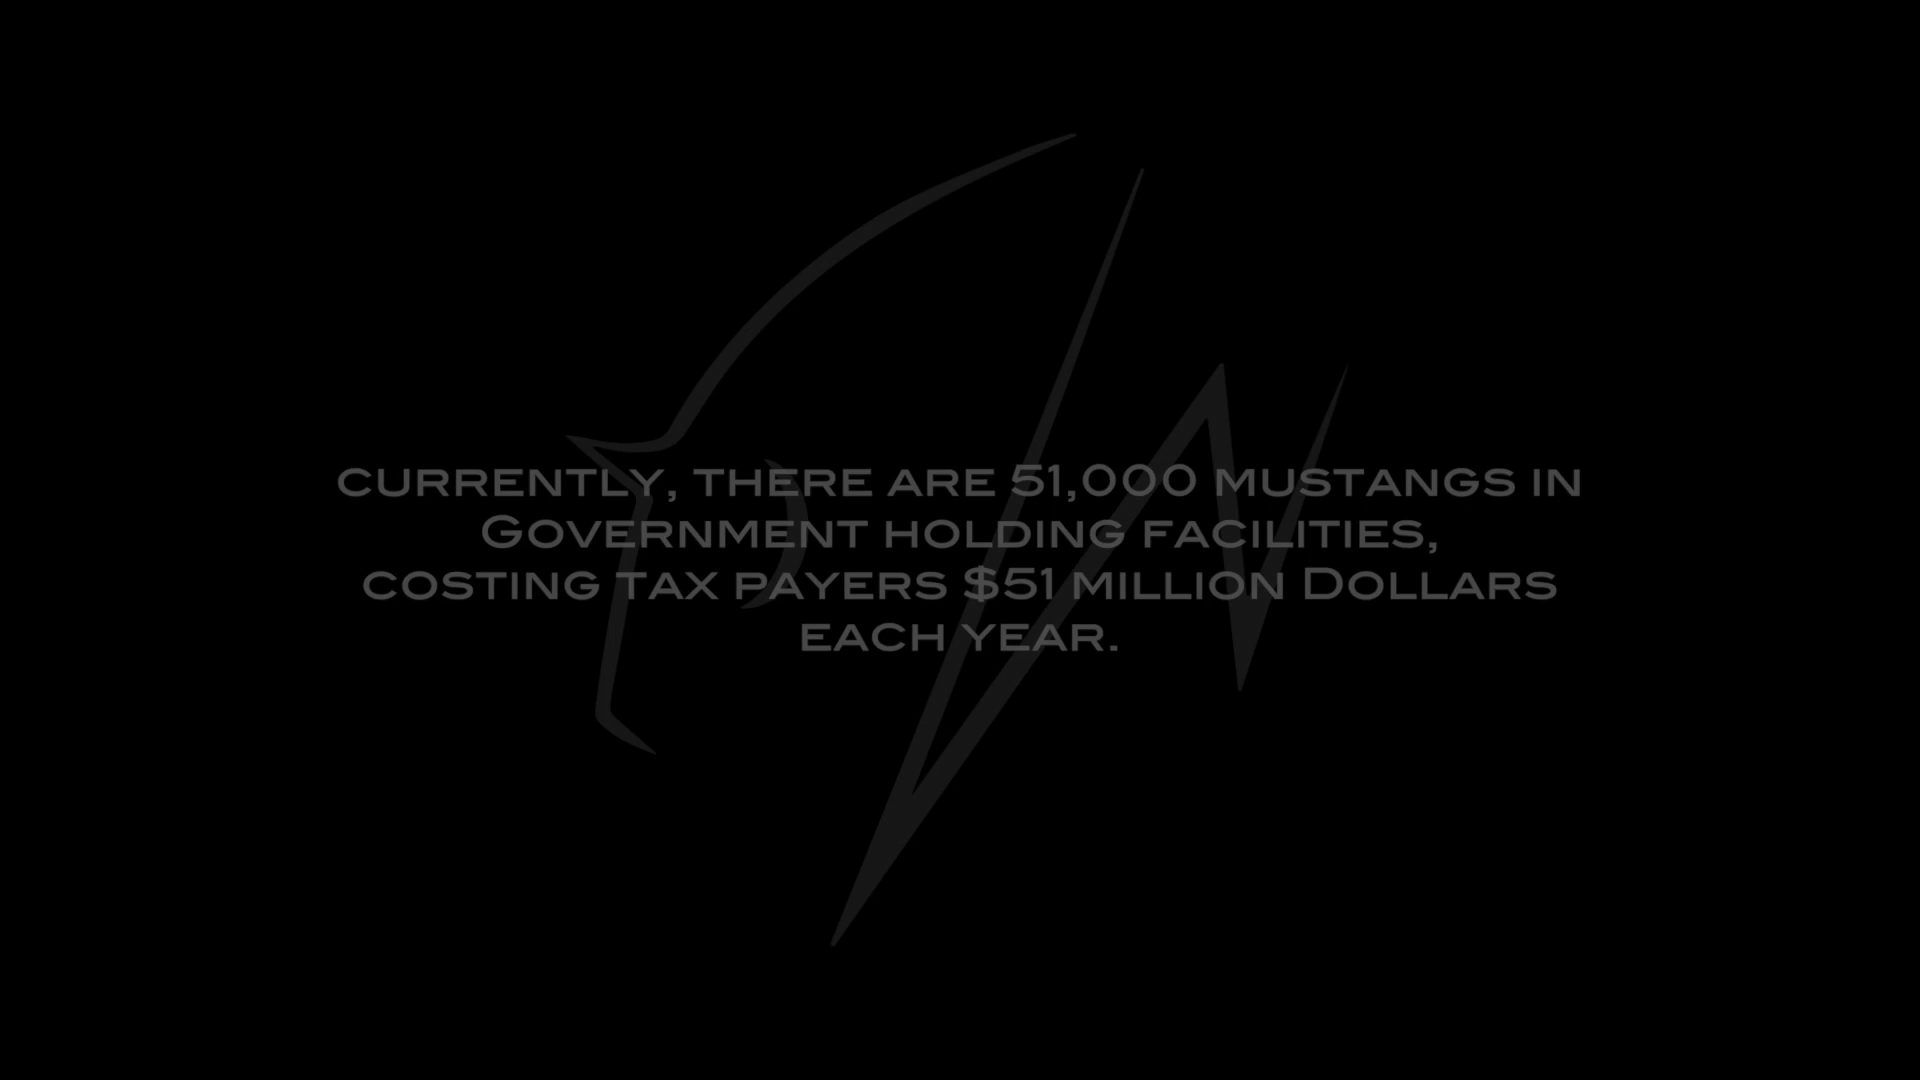 CURRENTLY, THERE ARE 51,000 MUSTANGS IN
GOVERNMENT HOLDING FACILITIES,
COSTING TAX PAYERS $51 MILLION DOLLARS
EACH YEAR.